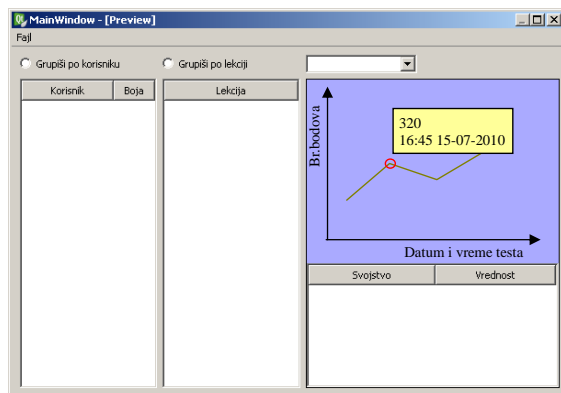 MainWindow - [Preview]
Fajl
Grupiši po korisniku
Grupiši po lekciji
Korisnik
Boja
Lekcija
Br.bodova
320
16:45 15-07-2010
Datum i vreme testa
Svojstvo
Vrednost